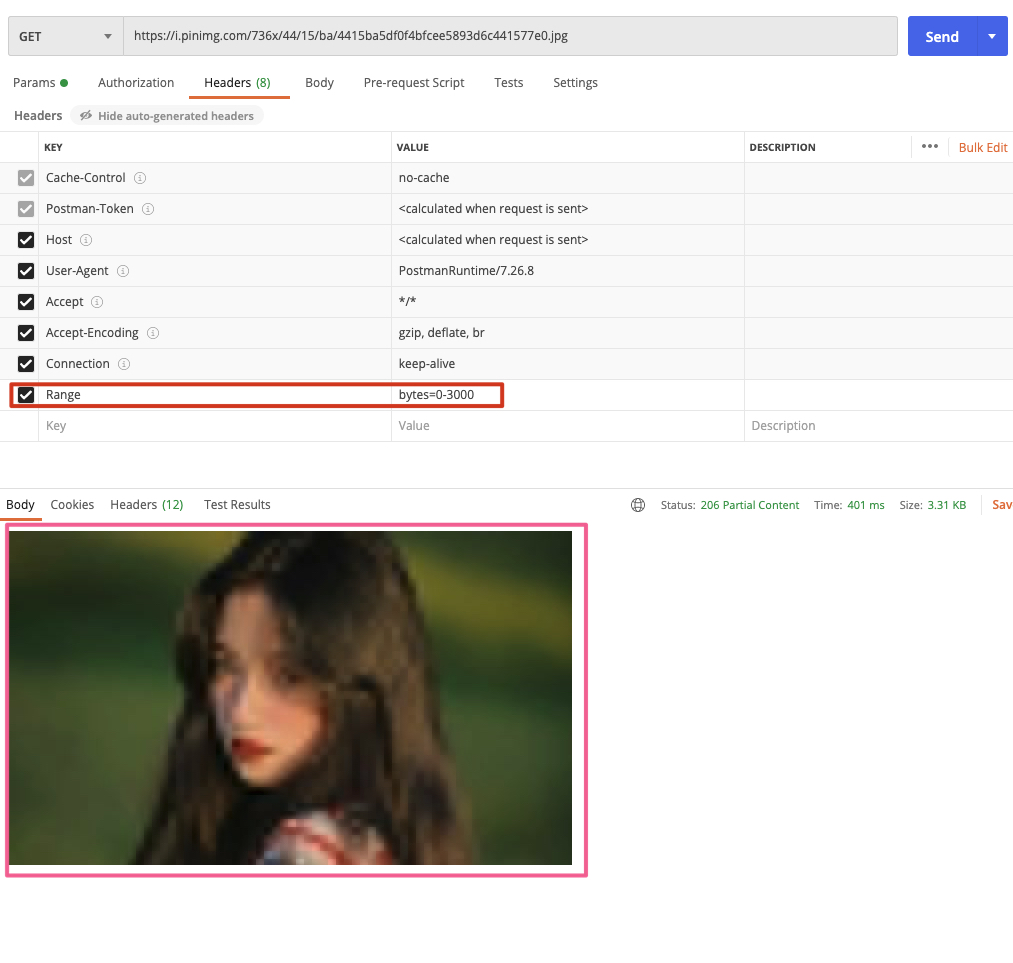 GET https://i.pinimg.com/736x/44/15/ba/4415ba5df0f4bfcee5893d6c441577e0.jpg Send
Params Authorization Headers (8) Body Pre-request Script Tests Settings
Headers Hide auto-generated headers
KEY VALUE DESCRIPTION ••• Bulk Edit
Cache-Control no-cache
Postman-Token <calculated when request is sent>
Host <calculated when request is sent>
User-Agent PostmanRuntime/7.26.8
Accept */*
Accept-Encoding gzip, deflate, br
Connection keep-alive
Range bytes=0-3000
Key Value Description
Body Cookies Headers (12) Test Results Status: 206 Partial Content Time: 401 ms Size: 3.31 KB Sav